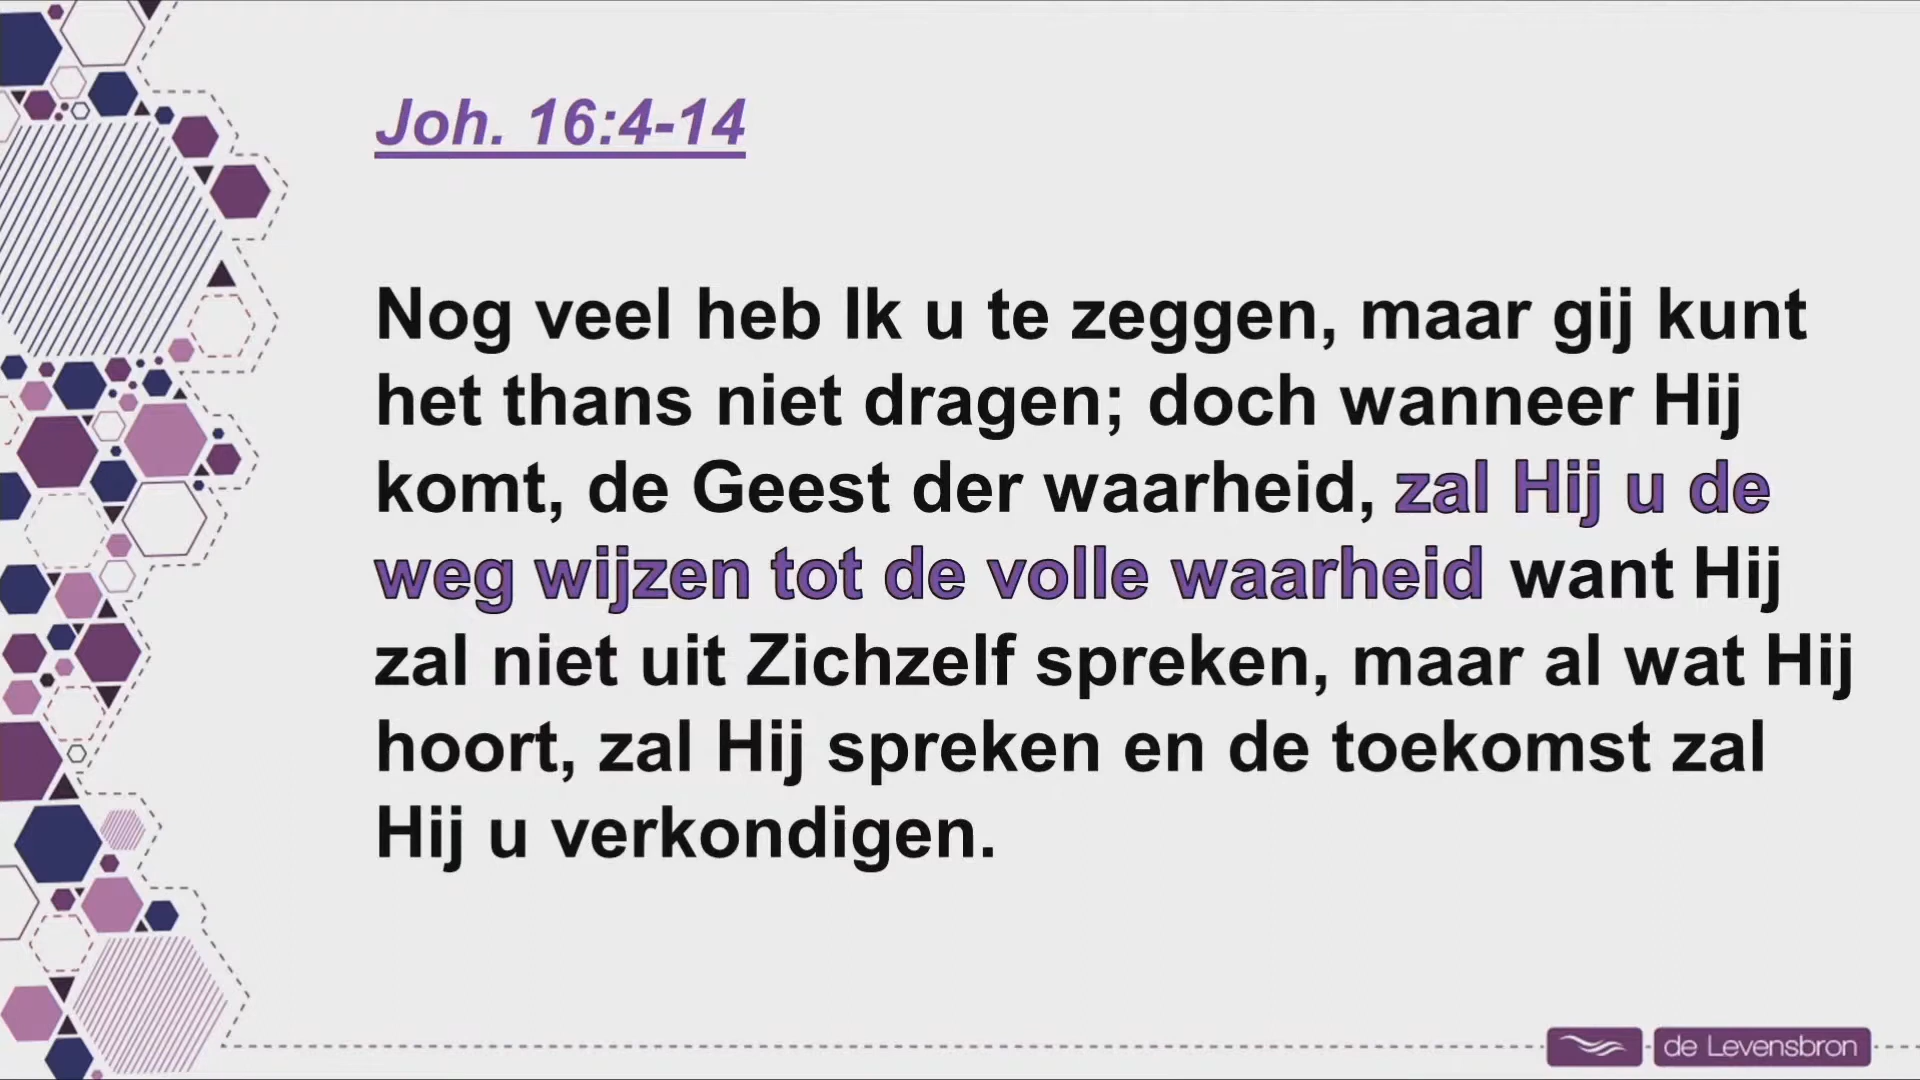 Joh. 16:4-14
Nog veel heb Ik u te zeggen, maar gij kunt
het thans niet dragen; doch wanneer Hij
komt, de Geest der waarheid, zal Hij u de
weg wijzen tot de volle waarheid want Hij
zal niet uit Zichzelf spreken, maar al wat Hij
hoort, zal Hij spreken en de toekomst zal
Hij u verkondigen.
de Levensbron